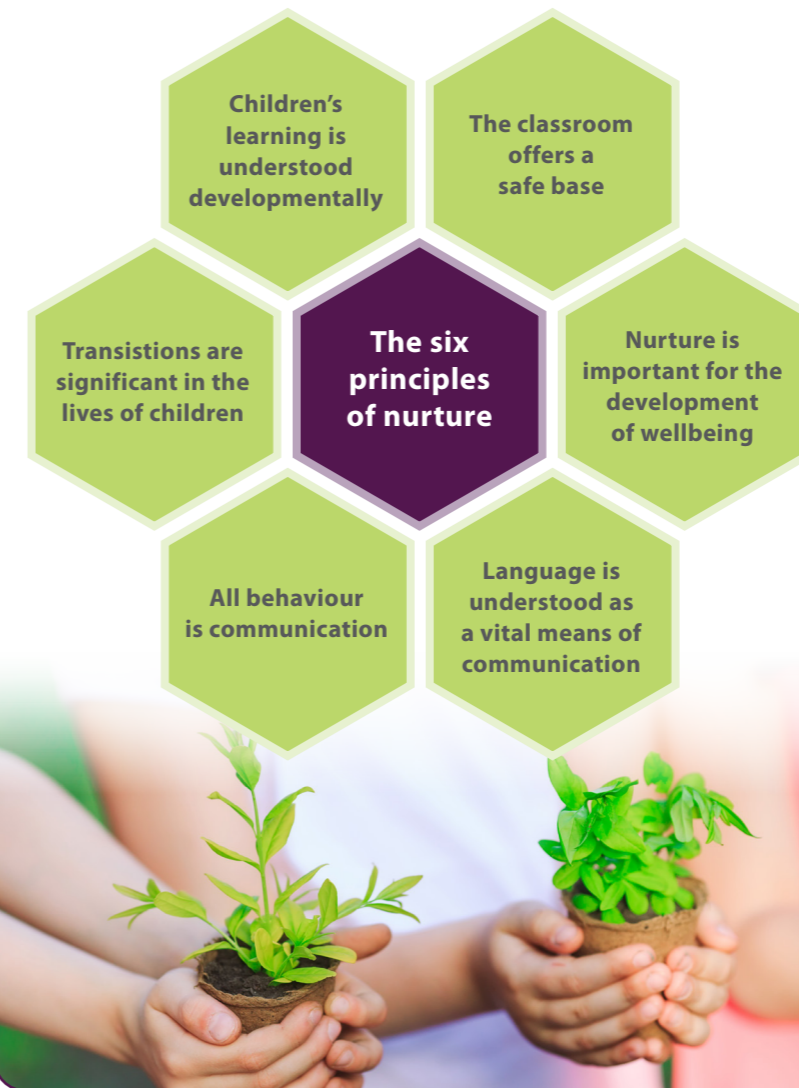 Children's
learning is
understood
developmentally
The classroom
offers a
safe base
Transistions are
significant in the
lives of children
The six
principles
of nurture
Nurture is
important for the
development
of wellbeing
All behaviour
is communication
Language is
understood as
a vital means of
communication